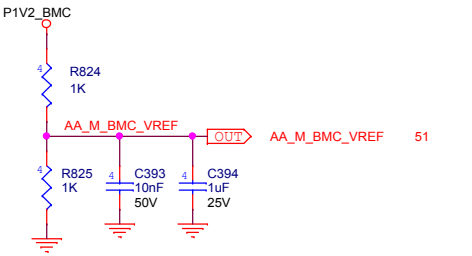 P1V2_BMC
4 R824
1K
AA_M_BMC_VREF
OUT AA_M_BMC_VREF 51
4 R825
1K
4 C393
10nF
50V
4 C394
1uF
25V